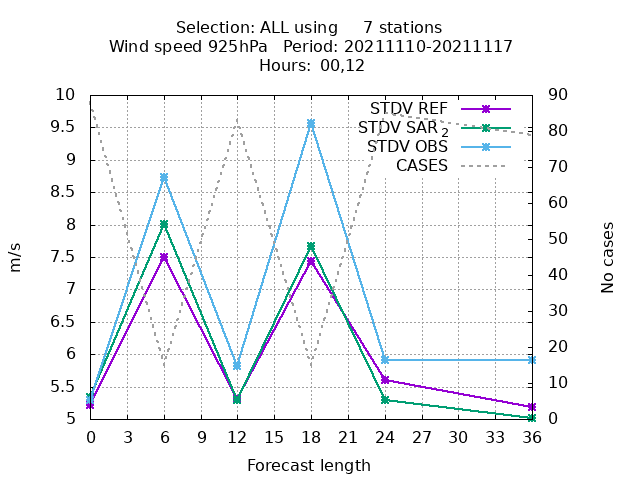 Selection: ALL using     7 stations
Wind speed 925hPa   Period: 20211110-20211117
Hours:  00,12
STDV REF
STDV SAR 2
STDV OBS
CASES
10
9.5
9
8.5
8
7.5
7
6.5
6
5.5
5
m/s
90
80
70
60
50
40
30
20
10
0
No cases
0 3 6 9 12 15 18 21 24 27 30 33 36
Forecast length